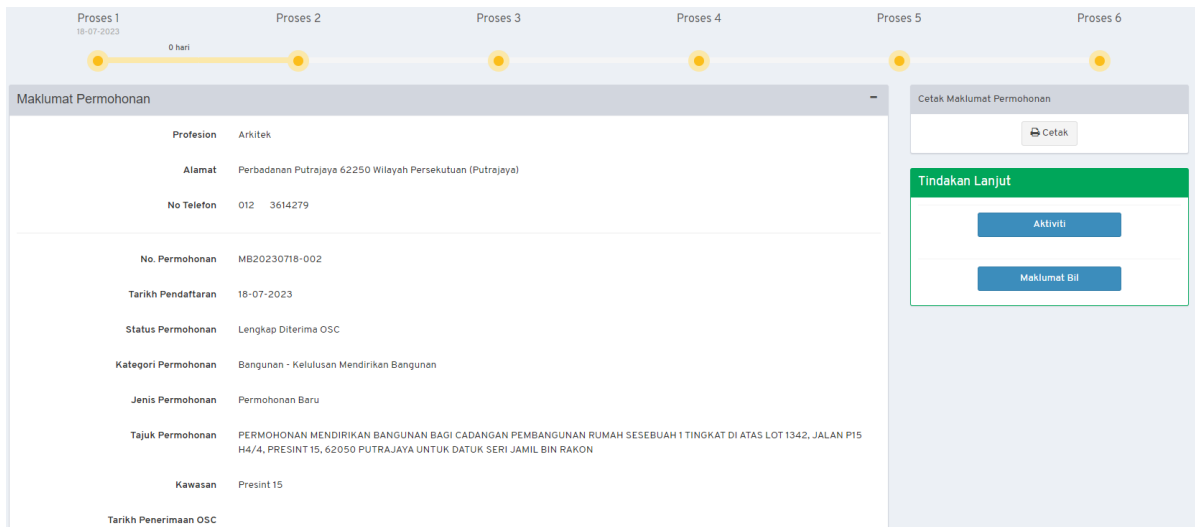 Proses 1
Proses 2
Proses 3
Proses 4
Proses 5
Proses 6
18-07-2023
0 hari
Maklumat Permohonan
Profesion Arkitek
Alamat Perbadanan Putrajaya 62250 Wilayah Persekutuan (Putrajaya)
No Telefon 012 3614279
No. Permohonan MB20230718-002
Tarikh Pendaftaran 18-07-2023
Status Permohonan Lengkap Diterima OSC
Kategori Permohonan Bangunan - Kelulusan Mendirikan Bangunan
Jenis Permohonan Permohonan Baru
Tajuk Permohonan PERMOHONAN MENDIRIKAN BANGUNAN BAGI CADANGAN PEMBANGUNAN RUMAH SESEBUAH 1 TINGKAT DI ATAS LOT 1342, JALAN P15
H4/4, PRESINT 15, 62050 PUTRAJAYA UNTUK DATUK SERI JAMIL BIN RAKON
Kawasan Presint 15
Tarikh Penerimaan OSC
Cetak Maklumat Permohonan
Cetak
Tindakan Lanjut
Aktiviti
Maklumat Bil